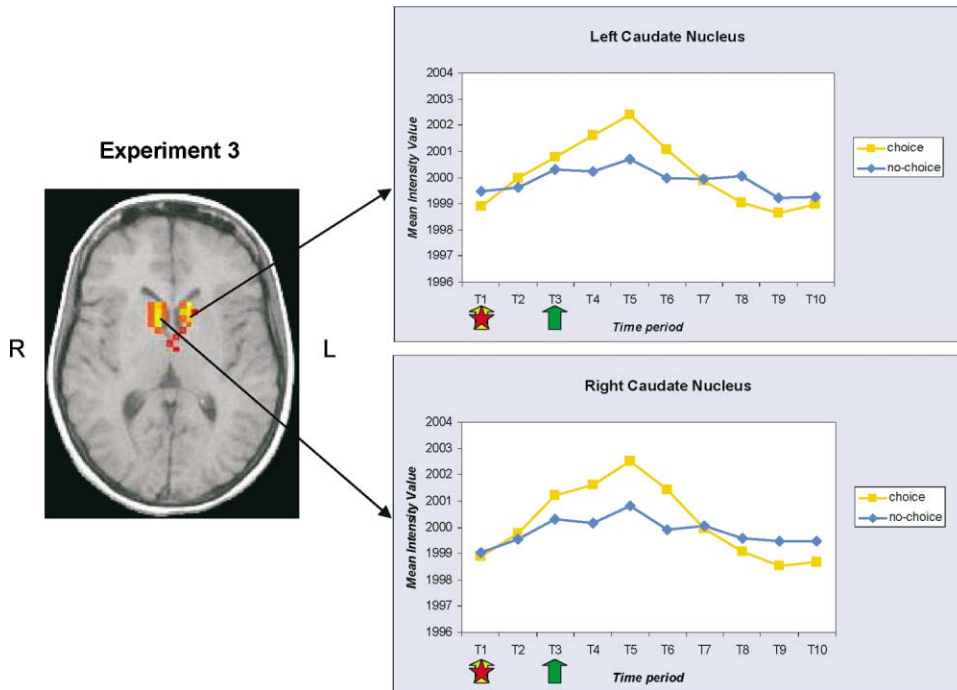 Experiment 3
R
L
Left Caudate Nucleus
Mean Intensity Value
2004
2003
2002
2001
2000
1999
1998
1997
1996
T1 T2 T3 T4 T5 T6 T7 T8 T9 T10
Time period
choice
no-choice
Right Caudate Nucleus
Mean Intensity Value
2004
2003
2002
2001
2000
1999
1998
1997
1996
T1 T2 T3 T4 T5 T6 T7 T8 T9 T10
Time period
choice
no-choice